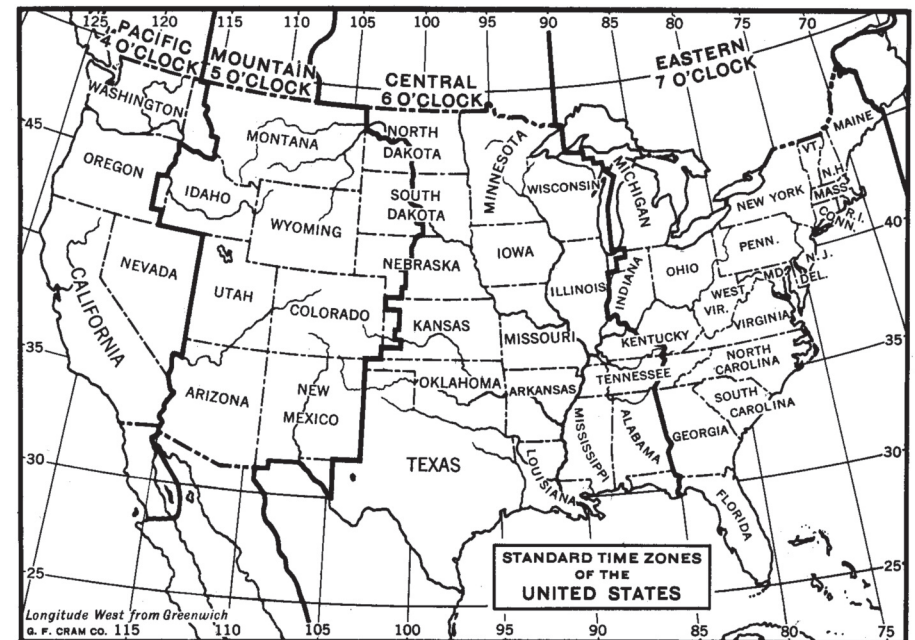 125 120 115 110 105 100 95 90 85 80 75 70
PACIFIC
4 O'CLOCK
MOUNTAIN
5 O'CLOCK
CENTRAL
6 O'CLOCK
EASTERN
7 O'CLOCK
WASHINGTON
MONTANA
NORTH
DAKOTA
MINNESOTA
MAINE
45
OREGON
IDAHO
WYOMING
SOUTH
DAKOTA
WISCONSIN
MICHIGAN
VT.
N.H.
NEW YORK
MASS.
R.I.
CONN.
40
40
NEVADA
UTAH
COLORADO
NEBRASKA
IOWA
ILLINOIS
INDIANA
OHIO
PENN.
N.J.
MD.
DEL.
WEST
VIR.
VIRGINIA
CALIFORNIA
KANSAS
MISSOURI
KENTUCKY
35
35
ARIZONA
NEW
MEXICO
OKLAHOMA
ARKANSAS
TENNESSEE
NORTH
CAROLINA
SOUTH
CAROLINA
TEXAS
LOUISIANA
MISSISSIPPI
ALABAMA
GEORGIA
FLORIDA
30
30
25
25
STANDARD TIME ZONES
OF THE
UNITED STATES
Longitude West from Greenwich
G. F. CRAM CO. 115 110 105 100 95 90 85 80 75